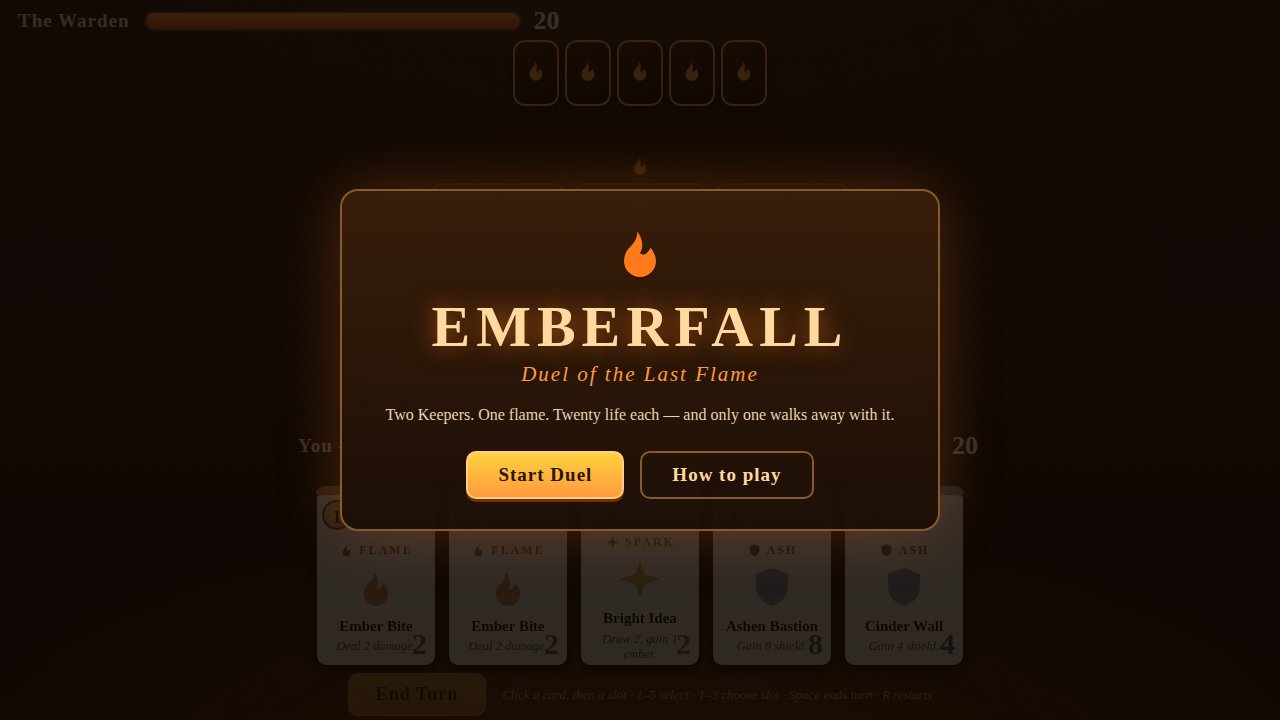 The Warden
20
EMBERFALL
Duel of the Last Flame
Two Keepers. One flame. Twenty life each — and only one walks away with it.
You
20
Start Duel
How to play
1
FLAME
FLAME
SPARK
ASH
ASH
Ember Bite
Deal 2 damage.
2
Ember Bite
Deal 2 damage.
2
Bright Idea
Draw 2, gain 1
ember.
2
Ashen Bastion
Gain 8 shield.
8
Cinder Wall
Gain 4 shield.
4
End Turn
Click a card, then a slot · 1–5 select · 1–3 choose slot · Space ends turn · R restarts